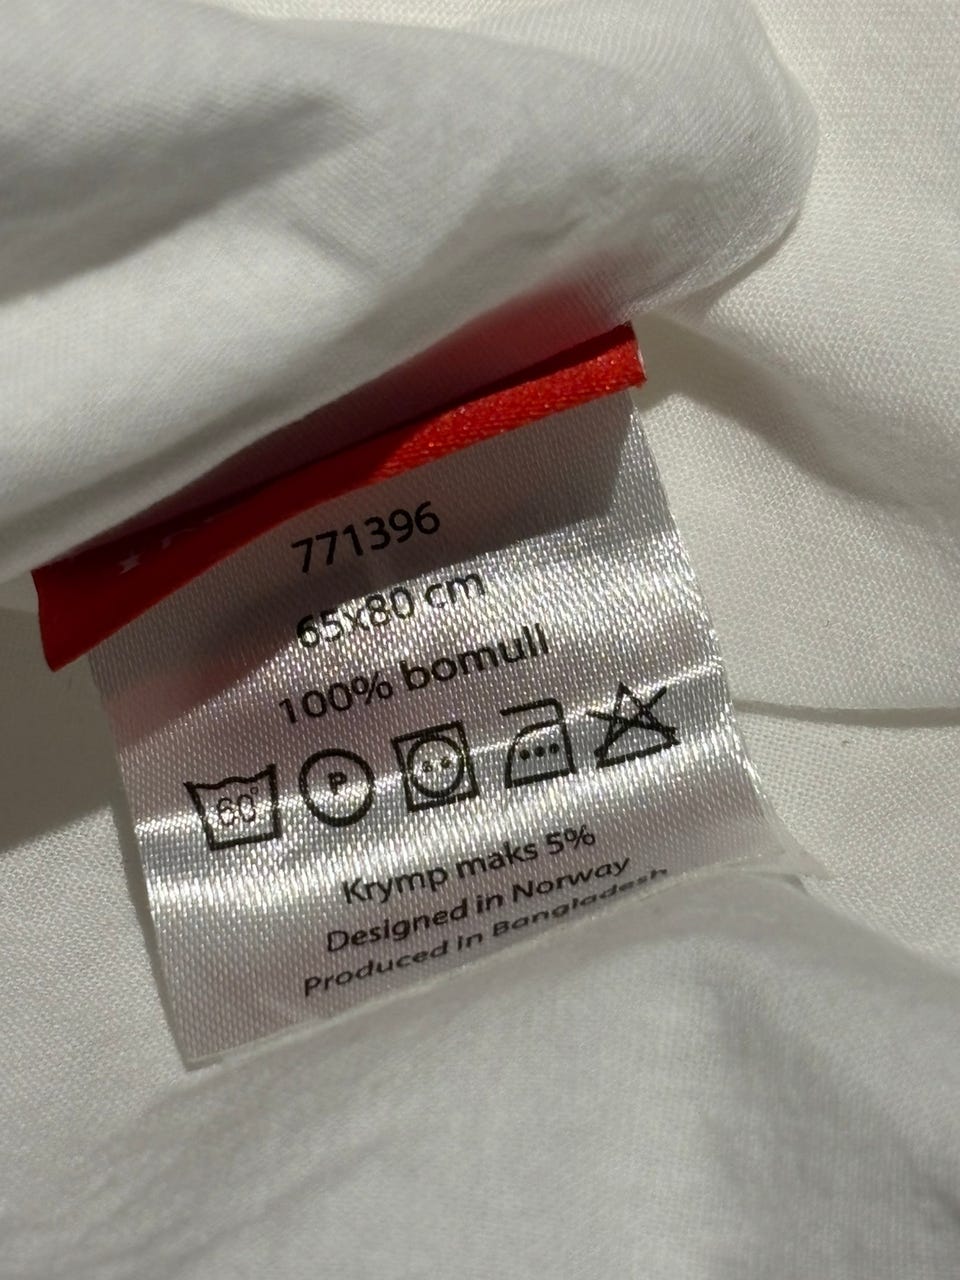 771396
65x80 cm
100% bomull
60° P
Krymp maks 5%
Designed in Norway
Produced in Bangladesh